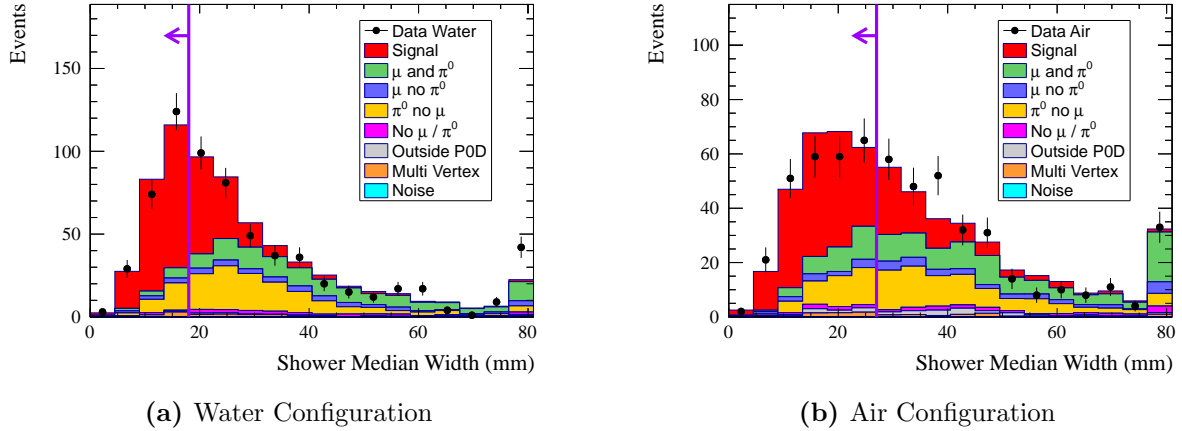 Events
150
100
50
0
0 20 40 60 80
Shower Median Width (mm)
Data Water
Signal
μ and π⁰
μ no π⁰
π⁰ no μ
No μ / π⁰
Outside P0D
Multi Vertex
Noise
(a) Water Configuration
Events
100
80
60
40
20
0
0 20 40 60 80
Shower Median Width (mm)
Data Air
Signal
μ and π⁰
μ no π⁰
π⁰ no μ
No μ / π⁰
Outside P0D
Multi Vertex
Noise
(b) Air Configuration